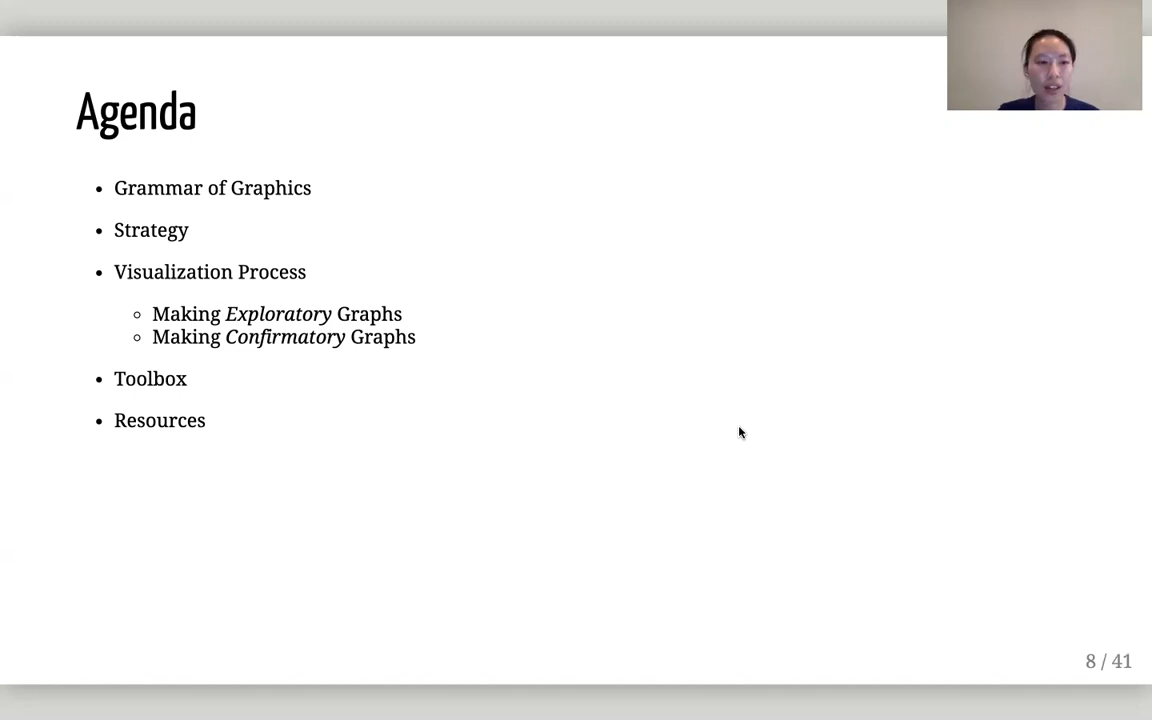 Agenda
• Grammar of Graphics
• Strategy
• Visualization Process
◦ Making Exploratory Graphs
◦ Making Confirmatory Graphs
• Toolbox
• Resources
8 / 41